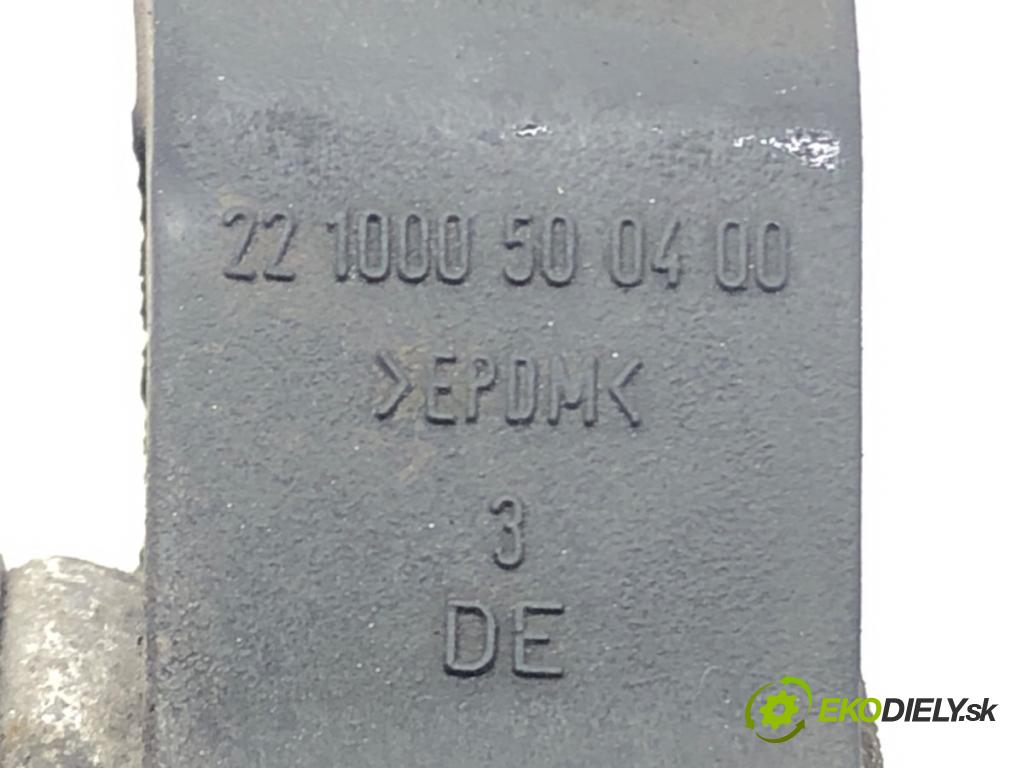 22 1000 50 04 00
>EPDM<
3
DE
EKODIELY.sk